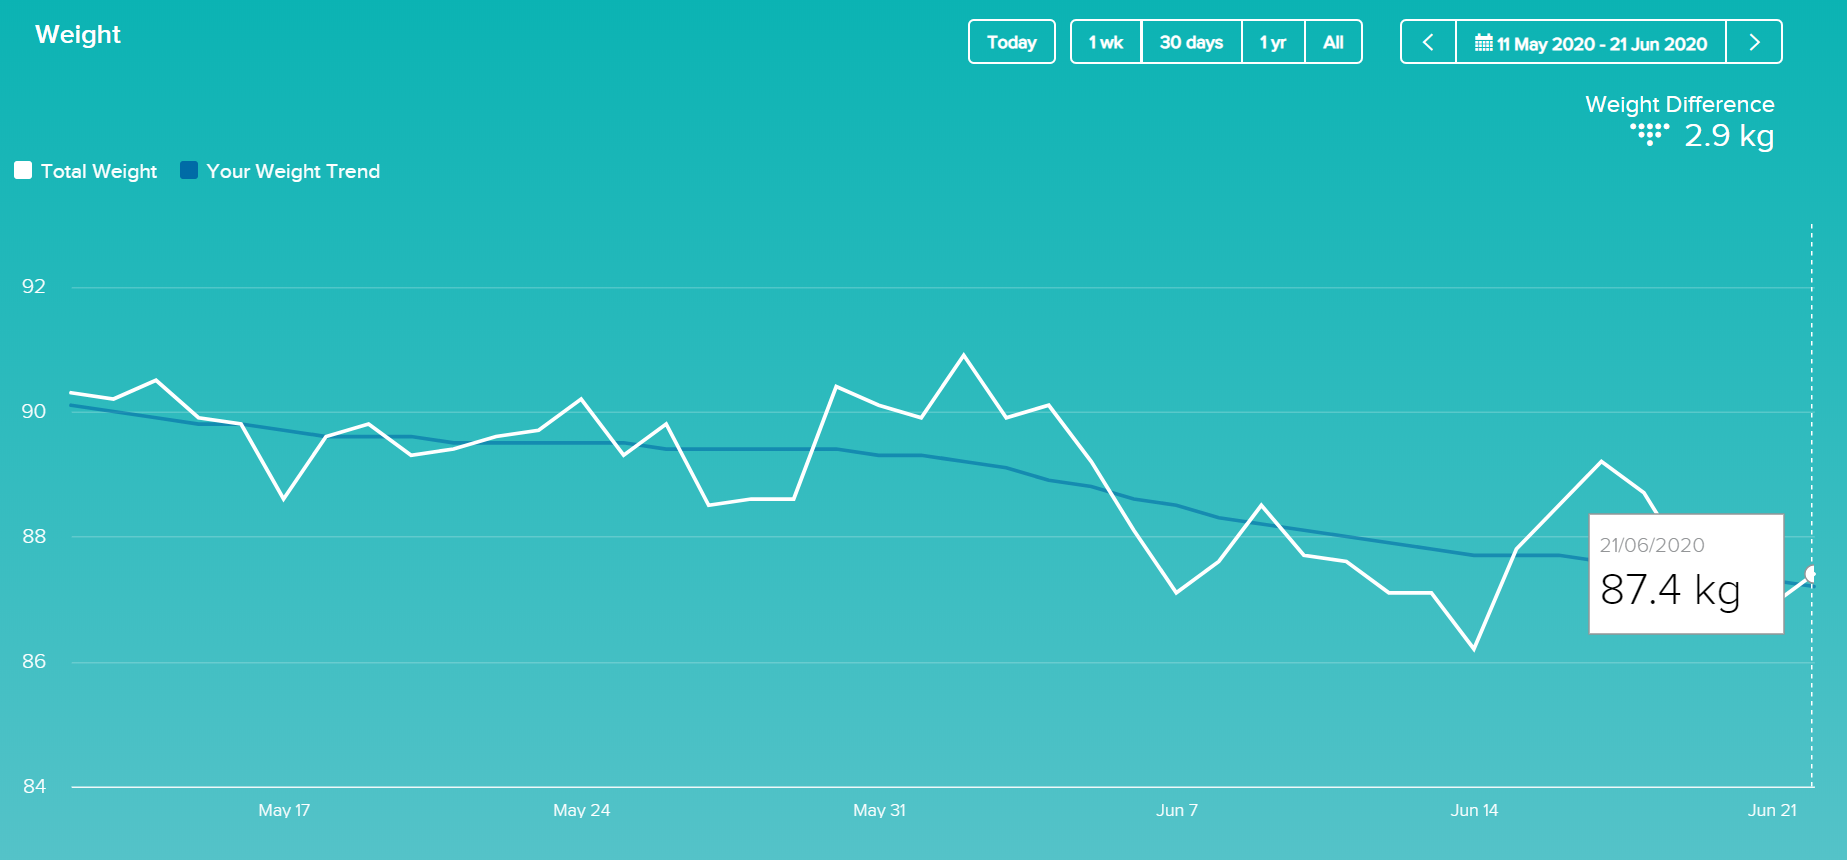 Weight
Today
1 wk
30 days
1 yr
All
11 May 2020 - 21 Jun 2020
Weight Difference
2.9 kg
Total Weight
Your Weight Trend
92
90
88
86
84
21/06/2020
87.4 kg
May 17
May 24
May 31
Jun 7
Jun 14
Jun 21